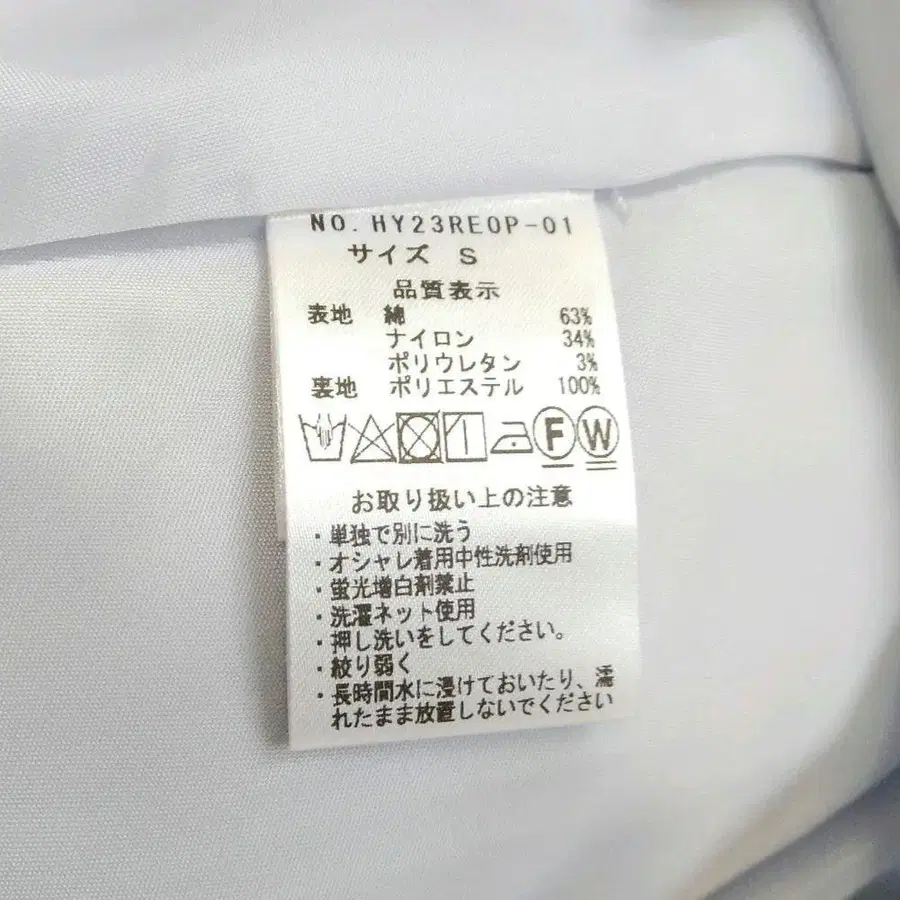 NO. HY23REOP-01
サイズ S
品質表示
表地 綿 63%
ナイロン 34%
ポリウレタン 3%
裏地 ポリエステル 100%
F W
お取り扱い上の注意
・単独で別に洗う
・オシャレ着用中性洗剤使用
・蛍光増白剤禁止
・洗濯ネット使用
・押し洗いをしてください。
・絞り弱く
・長時間水に浸けておいたり、濡
れたまま放置しないでください